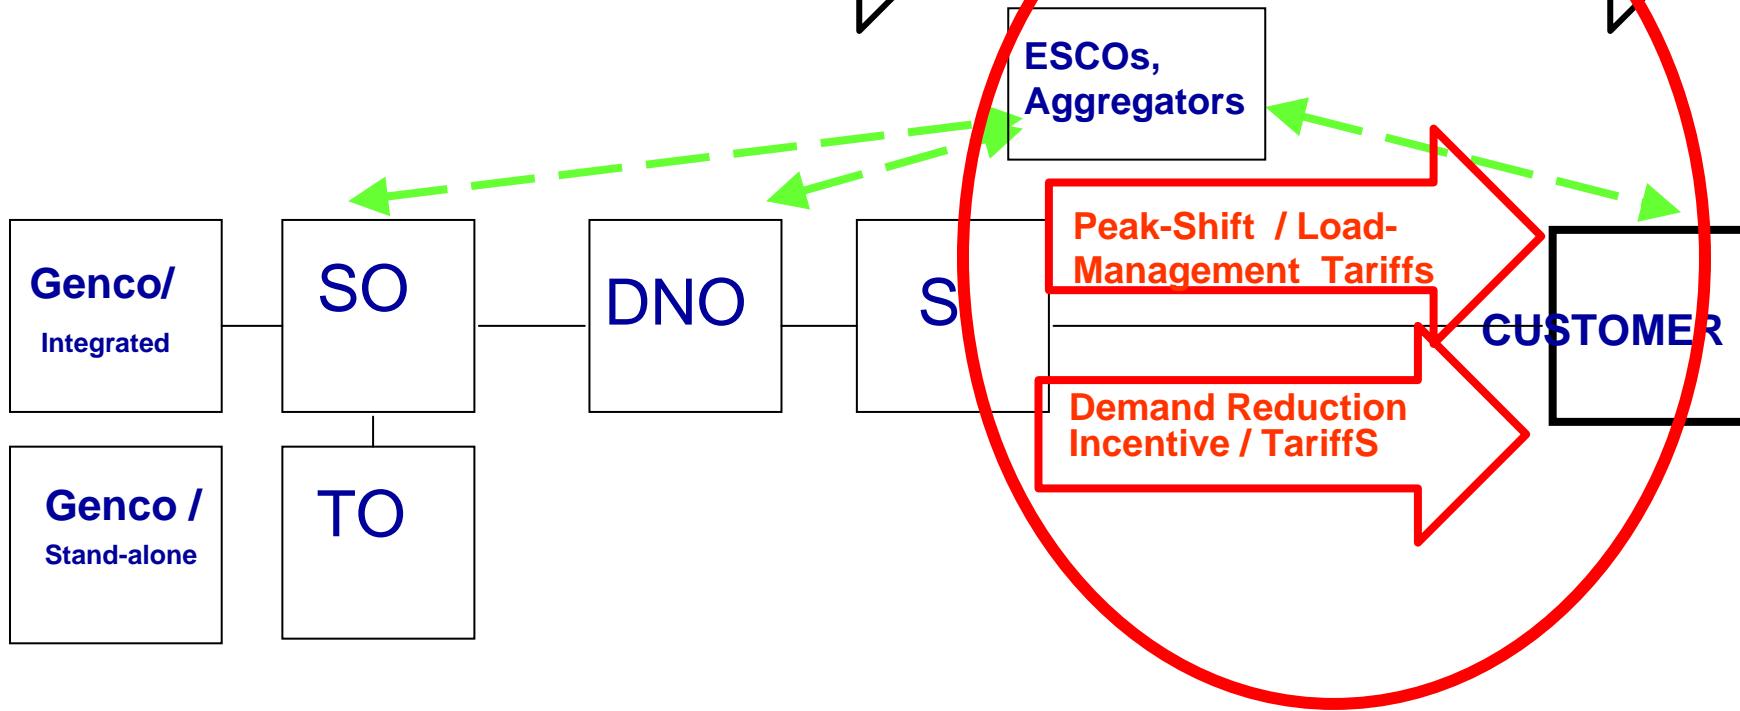 ESCOs,
Aggregators
Peak-Shift / Load-
Management Tariffs
Genco/
Integrated
SO
DNO
S
CUSTOMER
Demand Reduction
Incentive / TariffS
Genco /
Stand-alone
TO